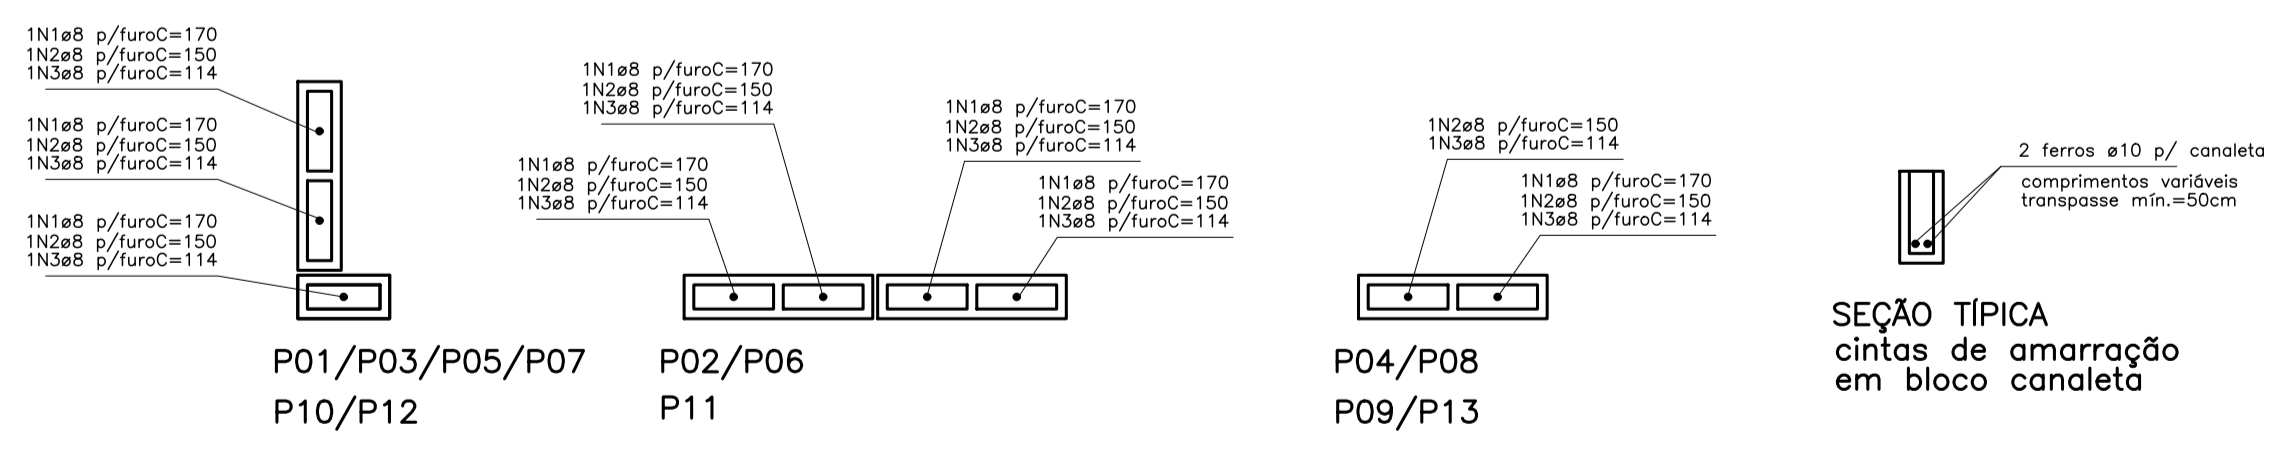 1N1ø8 p/furoC=170
1N2ø8 p/furoC=150
1N3ø8 p/furoC=114
1N1ø8 p/furoC=170
1N2ø8 p/furoC=150
1N3ø8 p/furoC=114
1N1ø8 p/furoC=170
1N2ø8 p/furoC=150
1N3ø8 p/furoC=114
P01/P03/P05/P07
P10/P12
1N1ø8 p/furoC=170
1N2ø8 p/furoC=150
1N3ø8 p/furoC=114
1N1ø8 p/furoC=170
1N2ø8 p/furoC=150
1N3ø8 p/furoC=114
1N1ø8 p/furoC=170
1N2ø8 p/furoC=150
1N3ø8 p/furoC=114
1N1ø8 p/furoC=170
1N2ø8 p/furoC=150
1N3ø8 p/furoC=114
P02/P06
P11
1N2ø8 p/furoC=150
1N3ø8 p/furoC=114
1N1ø8 p/furoC=170
1N2ø8 p/furoC=150
1N3ø8 p/furoC=114
P04/P08
P09/P13
2 ferros ø10 p/ canaleta
comprimentos variáveis
transpasse mín.=50cm
SEÇÃO TÍPICA
cintas de amarração
em bloco canaleta